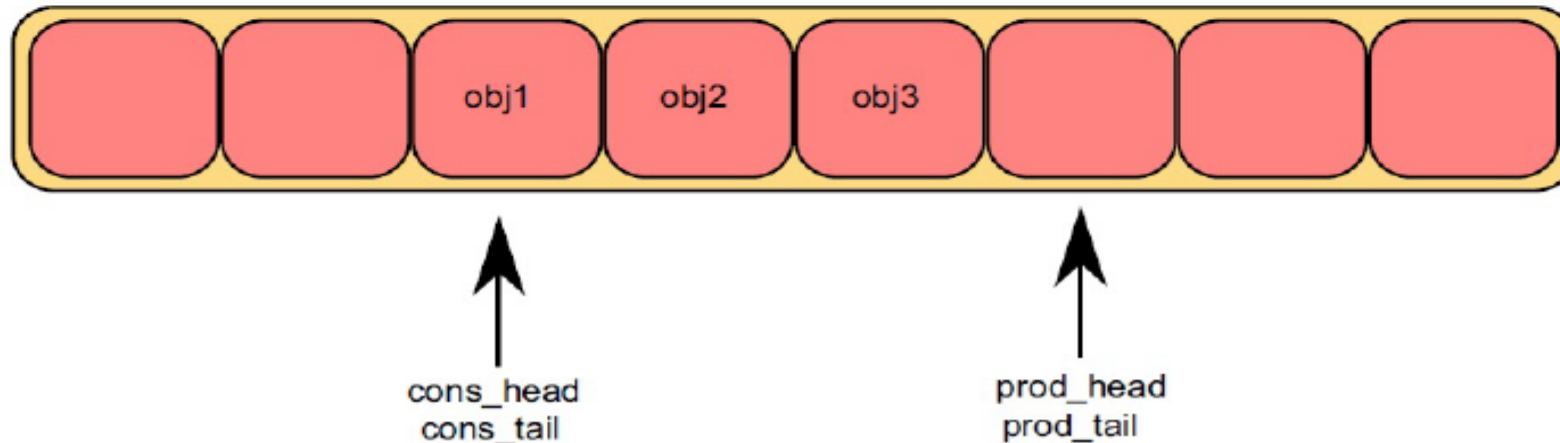 obj1
obj2
obj3
cons_head
cons_tail
prod_head
prod_tail